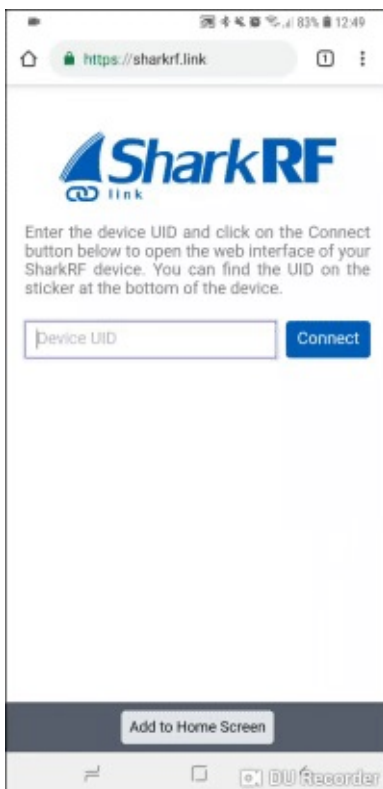 83% 12:49
https://sharkrf.link
1
SharkRF
link
Enter the device UID and click on the Connect
button below to open the web interface of your
SharkRF device. You can find the UID on the
sticker at the bottom of the device.
Device UID
Connect
Add to Home Screen
DU Recorder